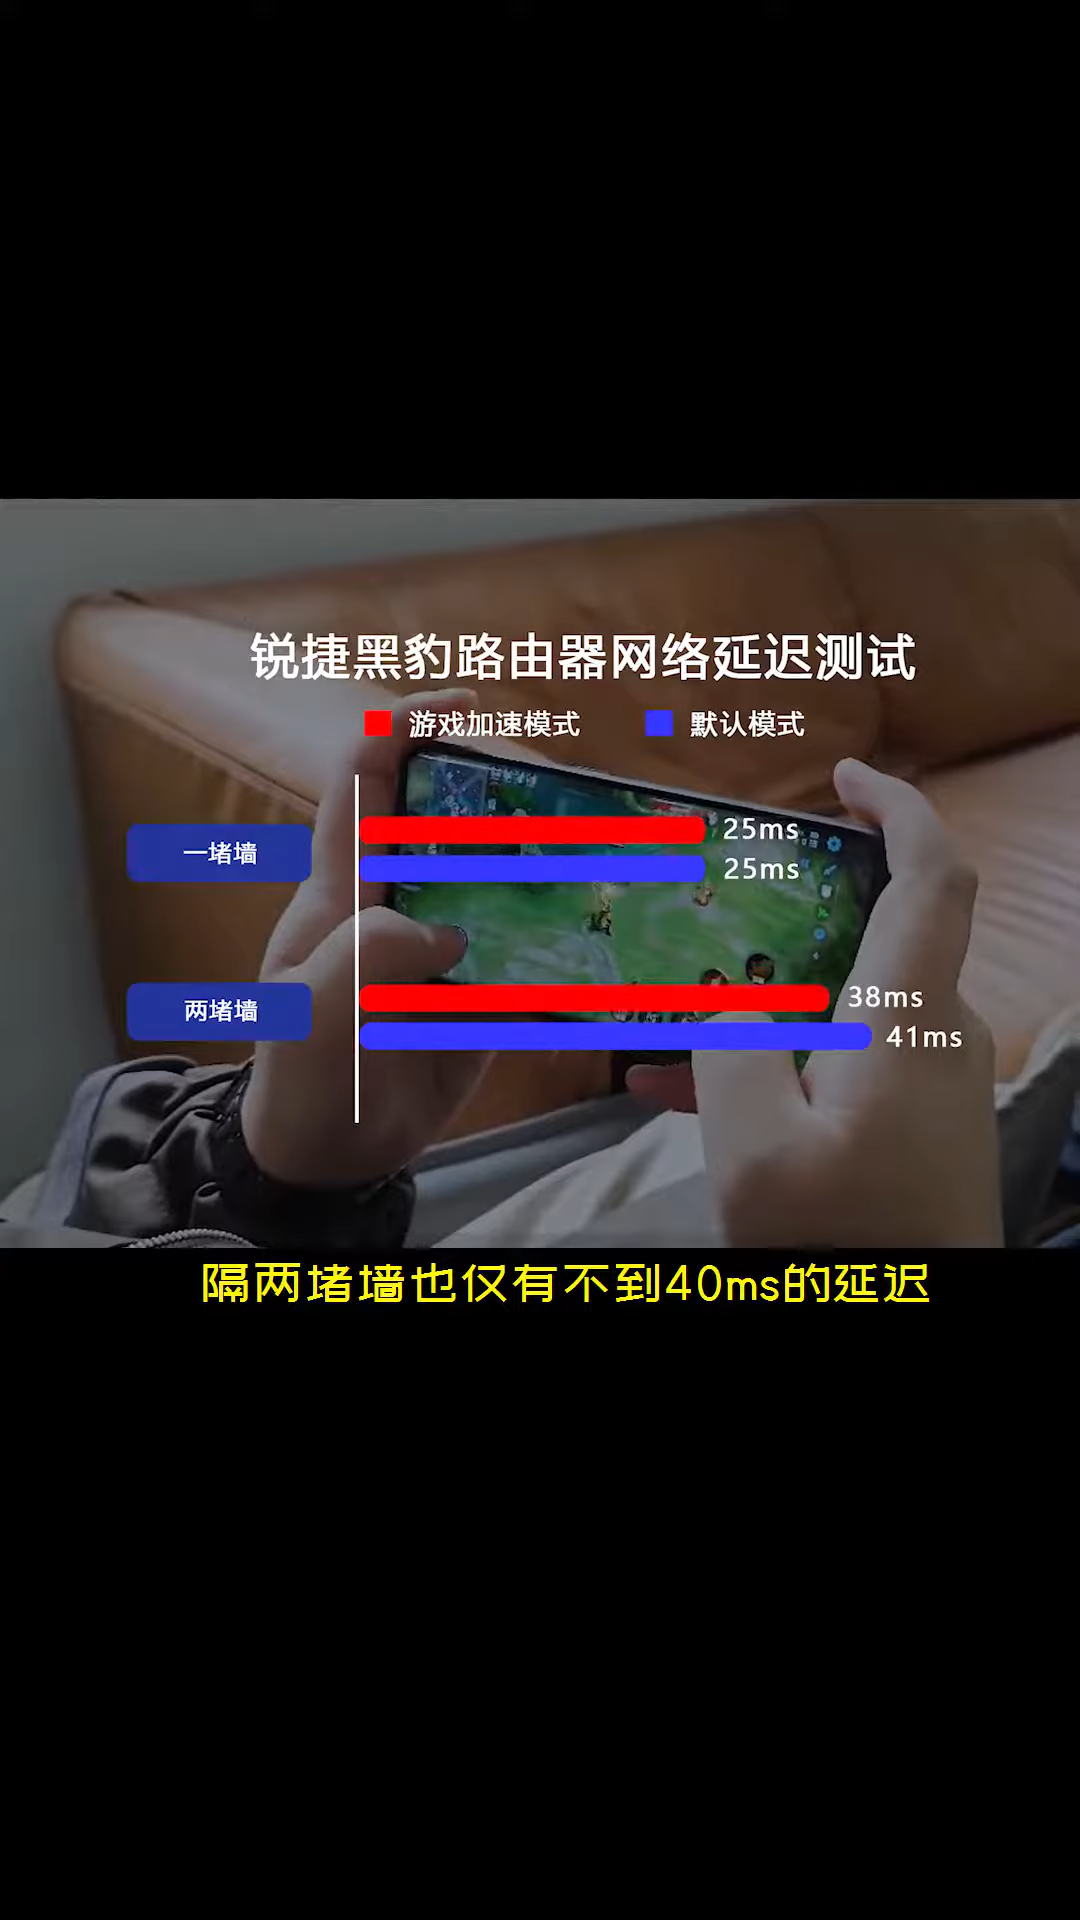 锐捷黑豹路由器网络延迟测试
游戏加速模式 默认模式
一堵墙
25ms
25ms
两堵墙
38ms
41ms
隔两堵墙也仅有不到40ms的延迟